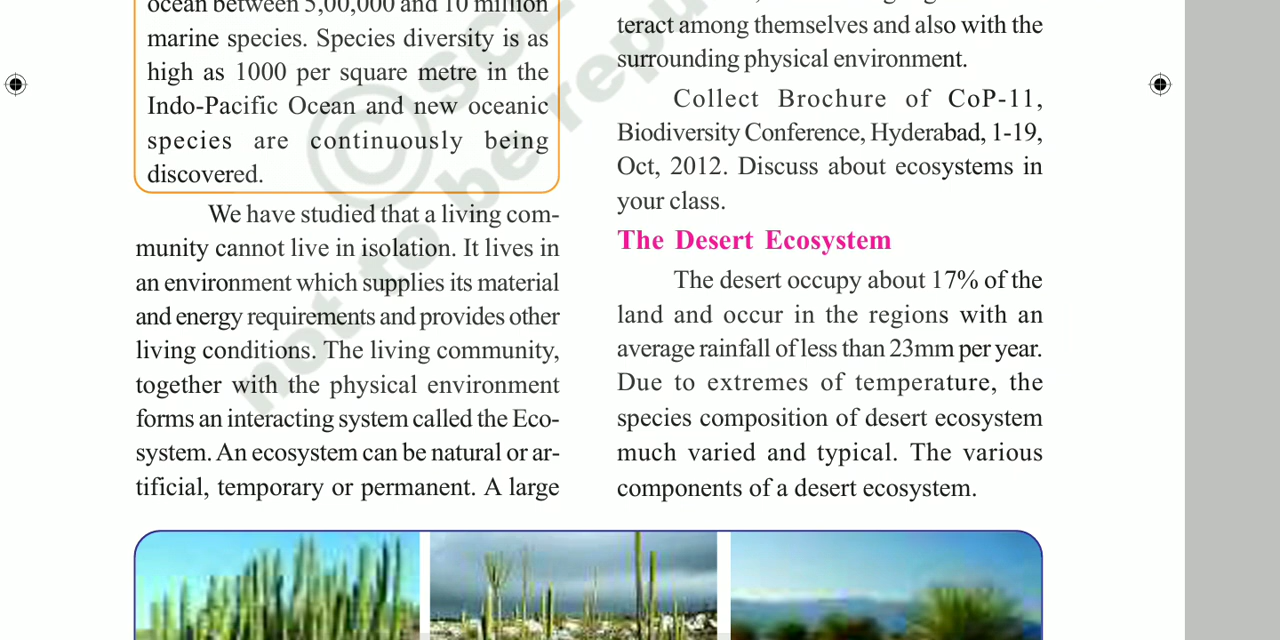 ocean between 5,00,000 and 10 million
marine species. Species diversity is as
high as 1000 per square metre in the
Indo-Pacific Ocean and new oceanic
species are continuously being
discovered.
We have studied that a living com-
munity cannot live in isolation. It lives in
an environment which supplies its material
and energy requirements and provides other
living conditions. The living community,
together with the physical environment
forms an interacting system called the Eco-
system. An ecosystem can be natural or ar-
tificial, temporary or permanent. A large
teract among themselves and also with the
surrounding physical environment.
Collect Brochure of CoP-11,
Biodiversity Conference, Hyderabad, 1-19,
Oct, 2012. Discuss about ecosystems in
your class.
The Desert Ecosystem
The desert occupy about 17% of the
land and occur in the regions with an
average rainfall of less than 23mm per year.
Due to extremes of temperature, the
species composition of desert ecosystem
much varied and typical. The various
components of a desert ecosystem.
© SCE
not to be repu